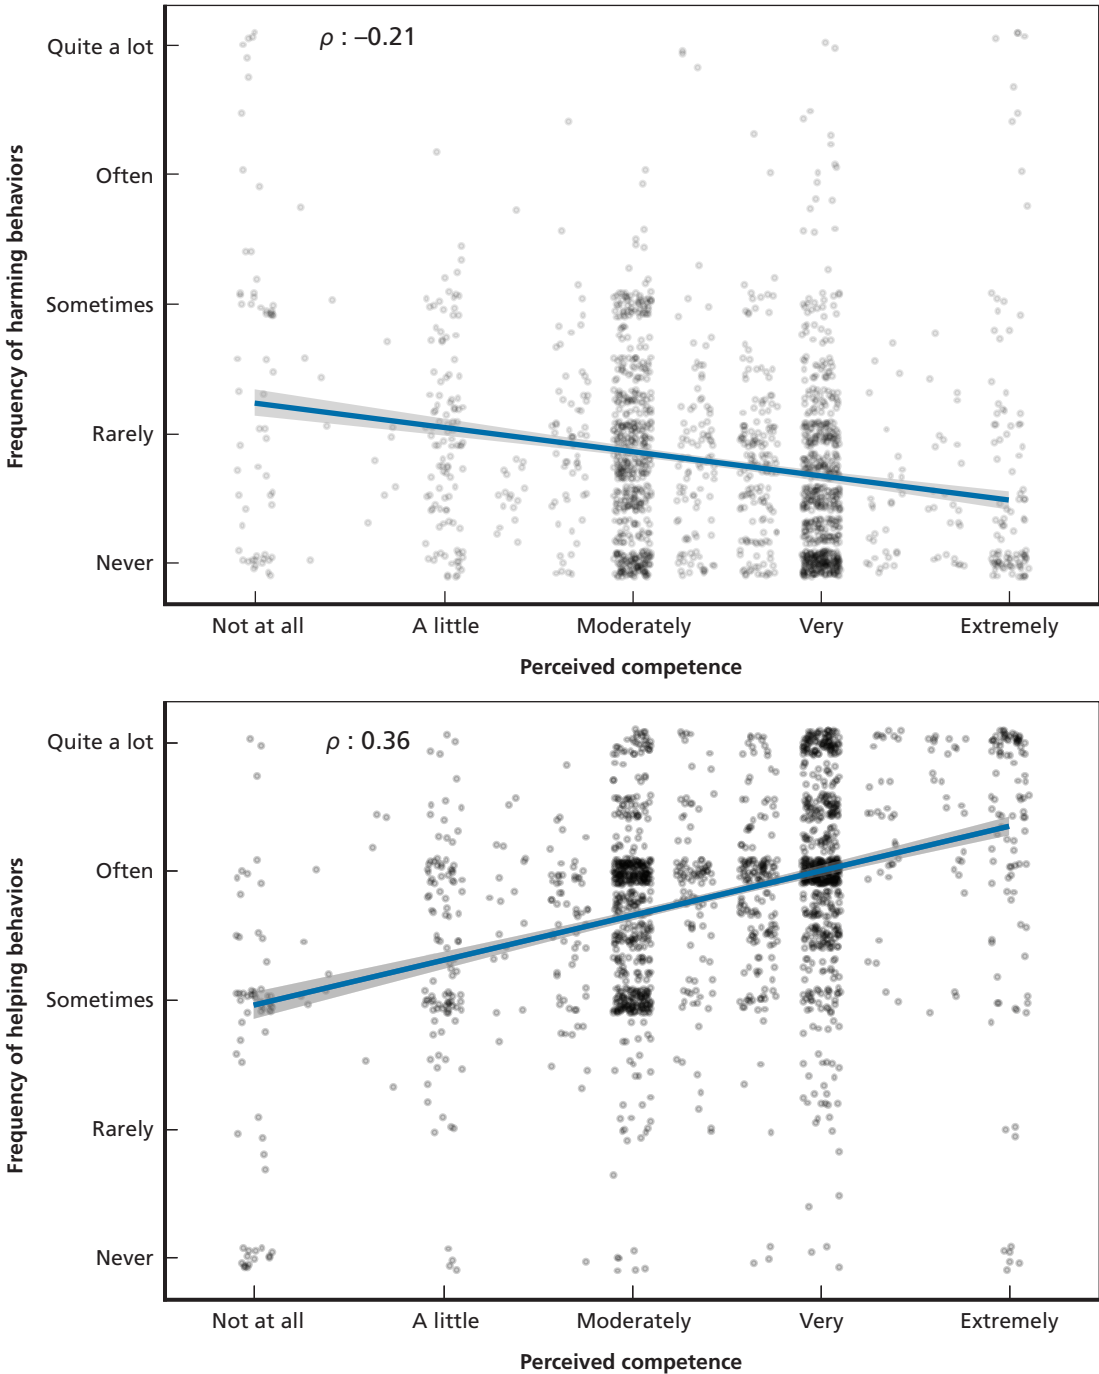 ρ : –0.21
Frequency of harming behaviors
Quite a lot
Often
Sometimes
Rarely
Never
Not at all
A little
Moderately
Very
Extremely
Perceived competence
ρ : 0.36
Frequency of helping behaviors
Quite a lot
Often
Sometimes
Rarely
Never
Not at all
A little
Moderately
Very
Extremely
Perceived competence